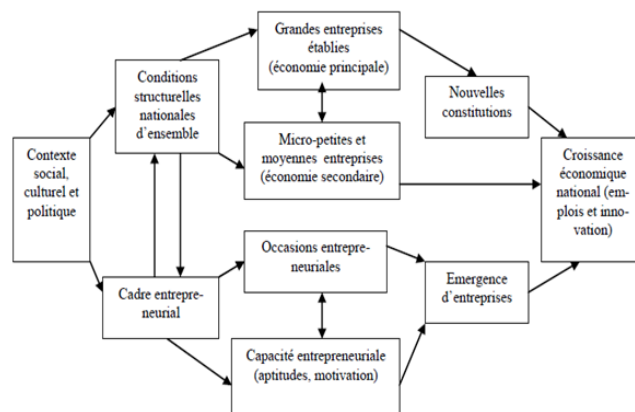 Grandes entreprises
établies
(économie principale)
Conditions
structurelles
nationales
d'ensemble
Nouvelles
constitutions
Micro-petites et
moyennes entreprises
(économie secondaire)
Contexte
social,
culturel et
politique
Croissance
économique
national (em-
plois et inno-
vation)
Occasions entrepre-
neuriales
Cadre entrepre-
neurial
Emergence
d'entreprises
Capacité entrepreneuriale
(aptitudes, motivation)